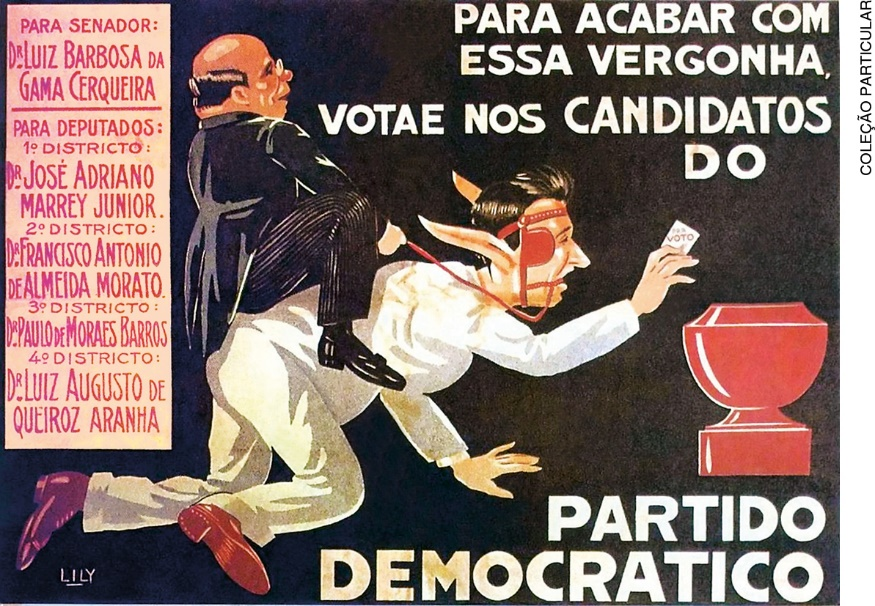 PARA SENADOR:
DR LUIZ BARBOSA DA
GAMA CERQUEIRA
PARA DEPUTADOS:
1º DISTRICTO:
DR JOSÉ ADRIANO
MARREY JUNIOR.
2º DISTRICTO:
DR FRANCISCO ANTONIO
DE ALMEIDA MORATO.
3º DISTRICTO:
DR PAULO DE MORAES BARROS
4º DISTRICTO:
DR LUIZ AUGUSTO DE
QUEIROZ ARANHA
PARA ACABAR COM
ESSA VERGONHA,
VOTAE NOS CANDIDATOS
DO
VOTO
PARTIDO
DEMOCRATICO
LILY
COLEÇÃO PARTICULAR